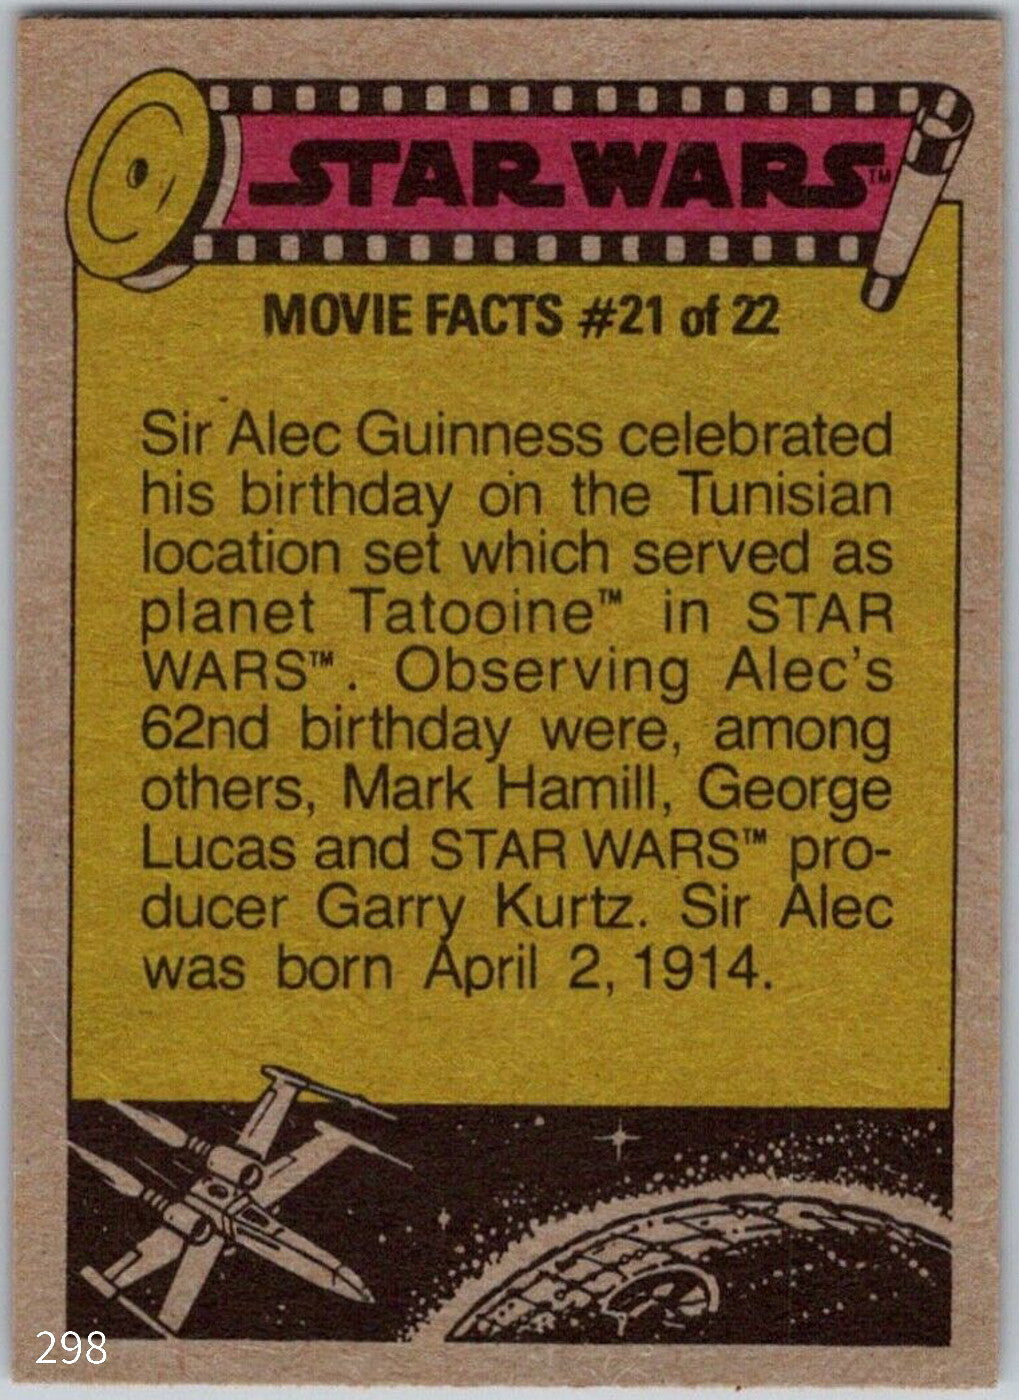 STAR WARS™
MOVIE FACTS #21 of 22
Sir Alec Guinness celebrated
his birthday on the Tunisian
location set which served as
planet Tatooine™ in STAR
WARS™. Observing Alec's
62nd birthday were, among
others, Mark Hamill, George
Lucas and STAR WARS™ pro-
ducer Garry Kurtz. Sir Alec
was born April 2, 1914.
298